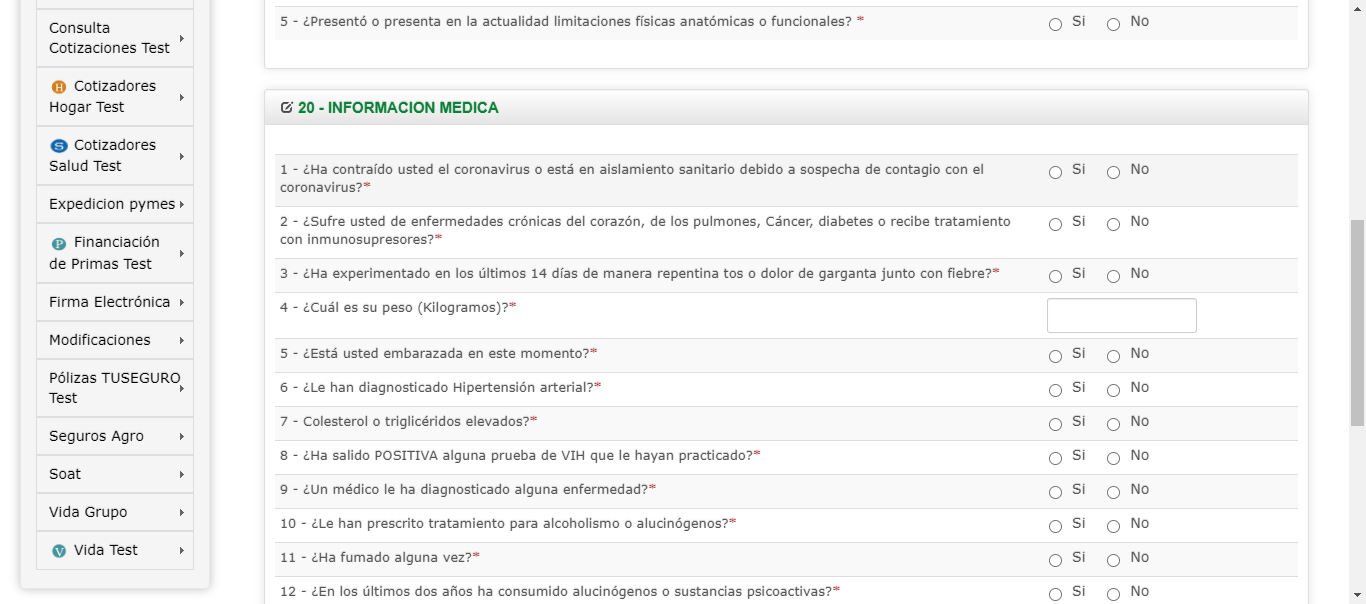 Consulta
Cotizaciones Test
H Cotizadores
Hogar Test
S Cotizadores
Salud Test
Expedicion pymes
P Financiación
de Primas Test
Firma Electrónica
Modificaciones
Pólizas TUSEGURO
Test
Seguros Agro
Soat
Vida Grupo
V Vida Test
5 - ¿Presentó o presenta en la actualidad limitaciones físicas anatómicas o funcionales? * Si No
20 - INFORMACION MEDICA
1 - ¿Ha contraído usted el coronavirus o está en aislamiento sanitario debido a sospecha de contagio con el Si No
coronavirus?*
2 - ¿Sufre usted de enfermedades crónicas del corazón, de los pulmones, Cáncer, diabetes o recibe tratamiento Si No
con inmunosupresores?*
3 - ¿Ha experimentado en los últimos 14 días de manera repentina tos o dolor de garganta junto con fiebre?* Si No
4 - ¿Cuál es su peso (Kilogramos)?*
5 - ¿Está usted embarazada en este momento?* Si No
6 - ¿Le han diagnosticado Hipertensión arterial?* Si No
7 - Colesterol o triglicéridos elevados?* Si No
8 - ¿Ha salido POSITIVA alguna prueba de VIH que le hayan practicado?* Si No
9 - ¿Un médico le ha diagnosticado alguna enfermedad?* Si No
10 - ¿Le han prescrito tratamiento para alcoholismo o alucinógenos?* Si No
11 - ¿Ha fumado alguna vez?* Si No
12 - ¿En los últimos dos años ha consumido alucinógenos o sustancias psicoactivas?* Si No